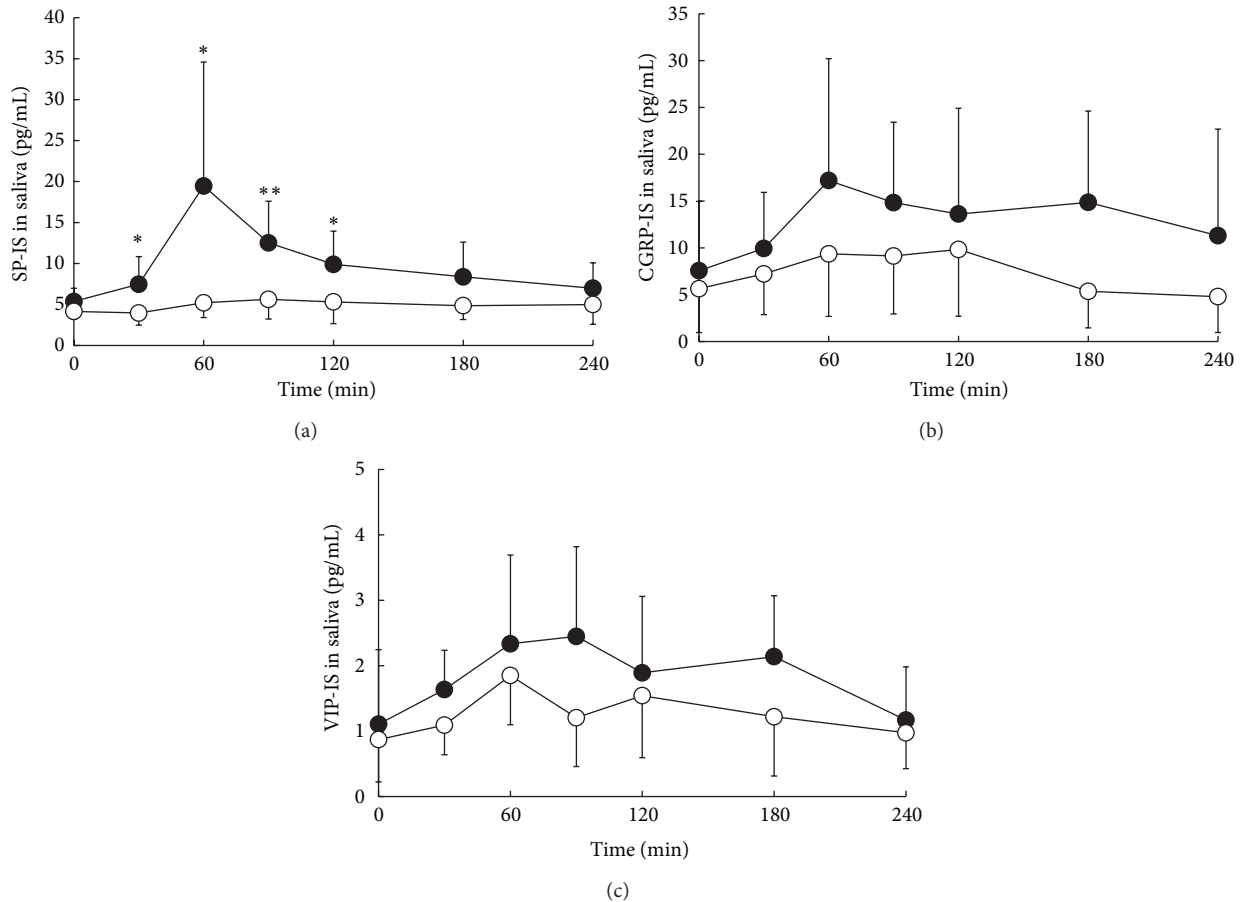 40
35
30
25
20
15
10
5
0
SP-IS in saliva (pg/mL)
*
*
**
*
0 60 120 180 240
Time (min)
(a)
35
30
25
20
15
10
5
0
CGRP-IS in saliva (pg/mL)
0 60 120 180 240
Time (min)
(b)
5
4
3
2
1
0
VIP-IS in saliva (pg/mL)
0 60 120 180 240
Time (min)
(c)